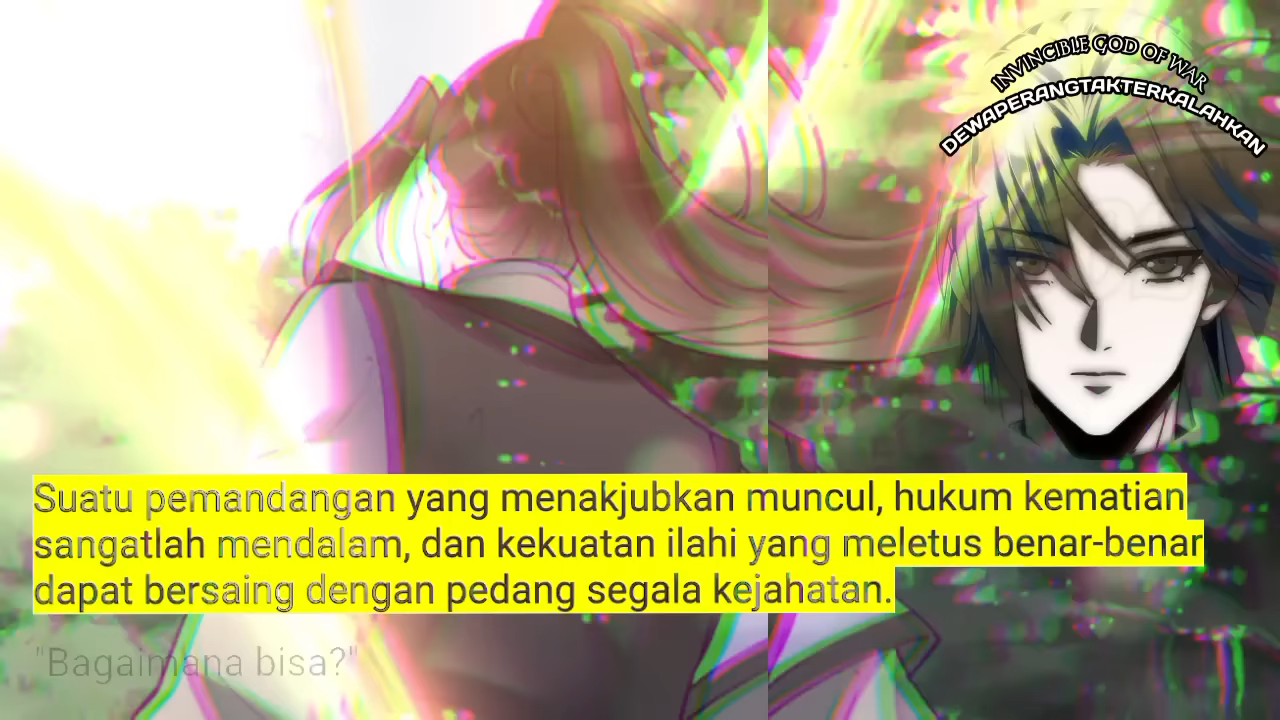 INVINCIBLE GOD OF WAR
DEWAPERANGTAKTERKALAHKAN
Suatu pemandangan yang menakjubkan muncul, hukum kematian
sangatlah mendalam, dan kekuatan ilahi yang meletus benar-benar
dapat bersaing dengan pedang segala kejahatan.
"Bagaimana bisa?"